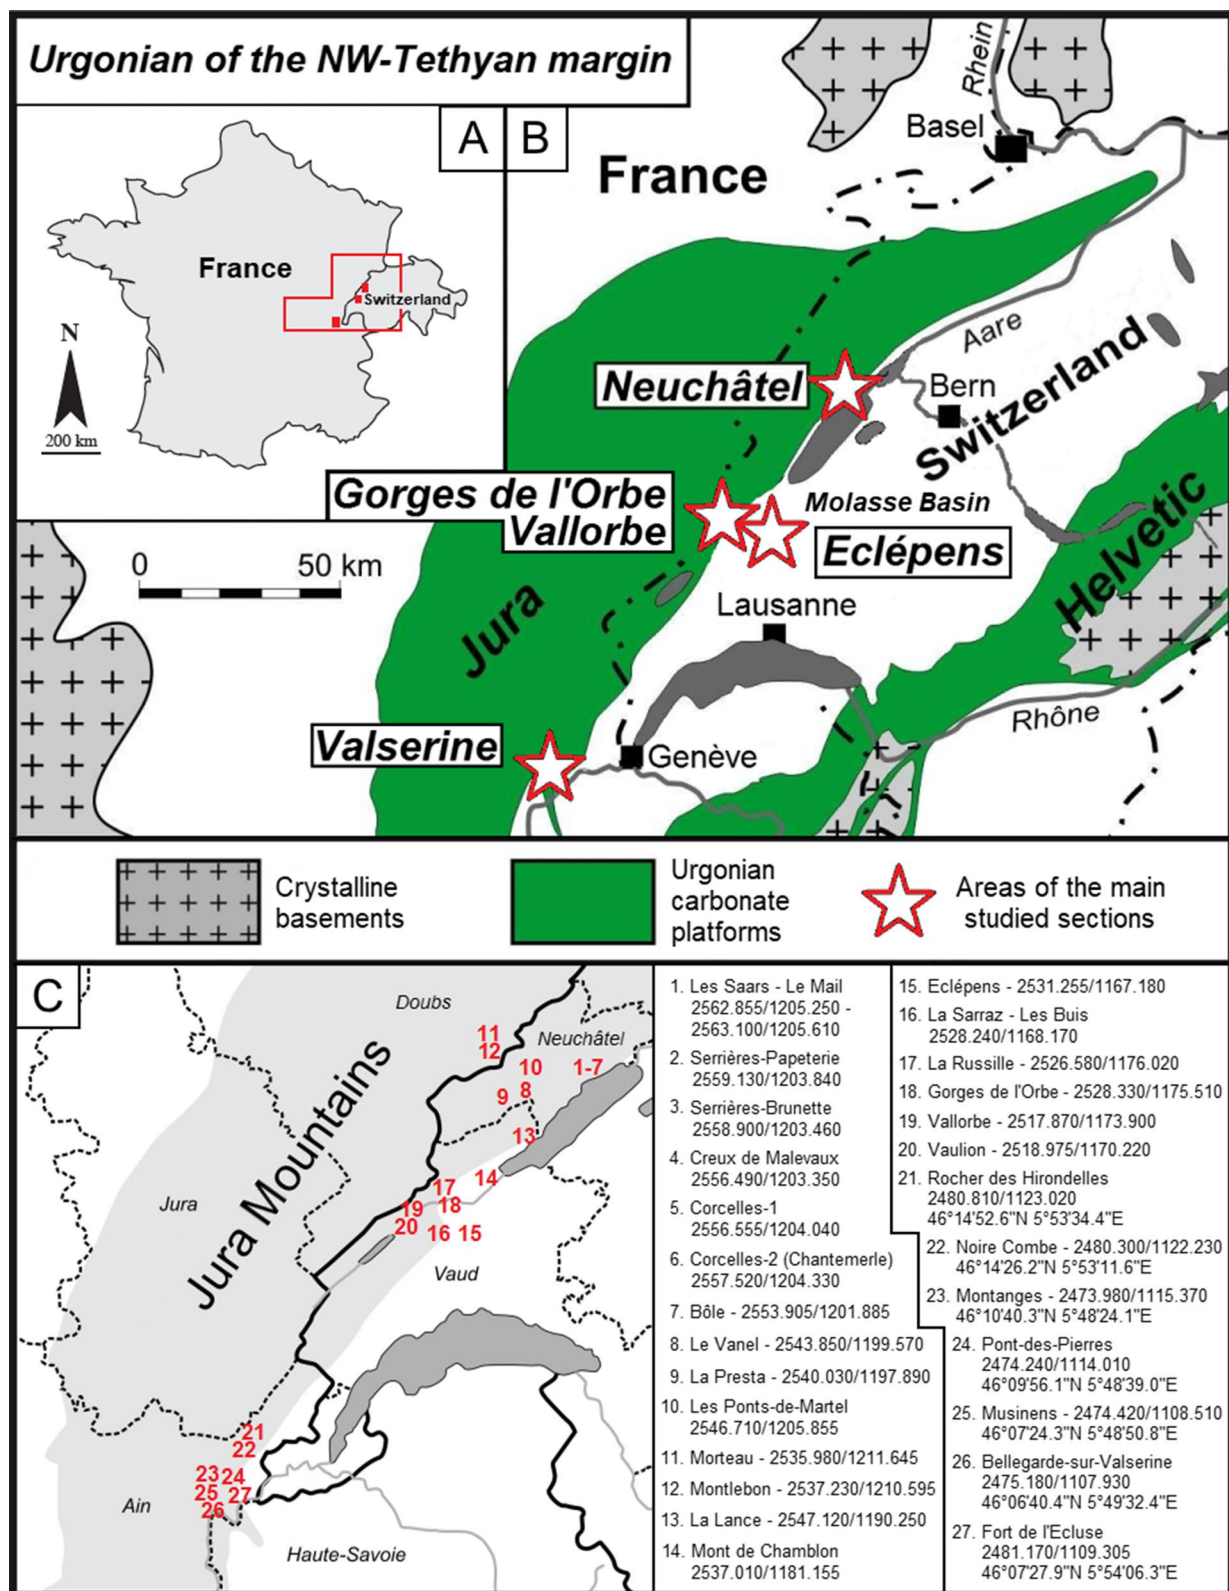 Urgonian of the NW-Tethyan margin
A
B
France
Switzerland
N
200 km
France
Rhein
Basel
Aare
Neuchâtel
Bern
Switzerland
Gorges de l'Orbe
Vallorbe
Molasse Basin
Eclépens
Helvetic
0
50 km
Jura
Lausanne
Rhône
Valserine
Genève
Crystalline
basements
Urgonian
carbonate
platforms
Areas of the main
studied sections
C
Doubs
Neuchâtel
11
12
10
1-7
9
8
13
Jura Mountains
Jura
14
17
19
18
20
16
15
Vaud
21
22
23
24
25
27
26
Ain
Haute-Savoie
1. Les Saars - Le Mail
2562.855/1205.250 -
2563.100/1205.610
2. Serrières-Papeterie
2559.130/1203.840
3. Serrières-Brunette
2558.900/1203.460
4. Creux de Malevaux
2556.490/1203.350
5. Corcelles-1
2556.555/1204.040
6. Corcelles-2 (Chantemerle)
2557.520/1204.330
7. Bôle - 2553.905/1201.885
8. Le Vanel - 2543.850/1199.570
9. La Presta - 2540.030/1197.890
10. Les Ponts-de-Martel
2546.710/1205.855
11. Morteau - 2535.980/1211.645
12. Montlebon - 2537.230/1210.595
13. La Lance - 2547.120/1190.250
14. Mont de Chamblon
2537.010/1181.155
15. Eclépens - 2531.255/1167.180
16. La Sarraz - Les Buis
2528.240/1168.170
17. La Russille - 2526.580/1176.020
18. Gorges de l'Orbe - 2528.330/1175.510
19. Vallorbe - 2517.870/1173.900
20. Vaulion - 2518.975/1170.220
21. Rocher des Hirondelles
2480.810/1123.020
46°14'52.6"N 5°53'34.4"E
22. Noire Combe - 2480.300/1122.230
46°14'26.2"N 5°53'11.6"E
23. Montanges - 2473.980/1115.370
46°10'40.3"N 5°48'24.1"E
24. Pont-des-Pierres
2474.240/1114.010
46°09'56.1"N 5°48'39.0"E
25. Musinens - 2474.420/1108.510
46°07'24.3"N 5°48'50.8"E
26. Bellegarde-sur-Valserine
2475.180/1107.930
46°06'40.4"N 5°49'32.4"E
27. Fort de l'Ecluse
2481.170/1109.305
46°07'27.9"N 5°54'06.3"E